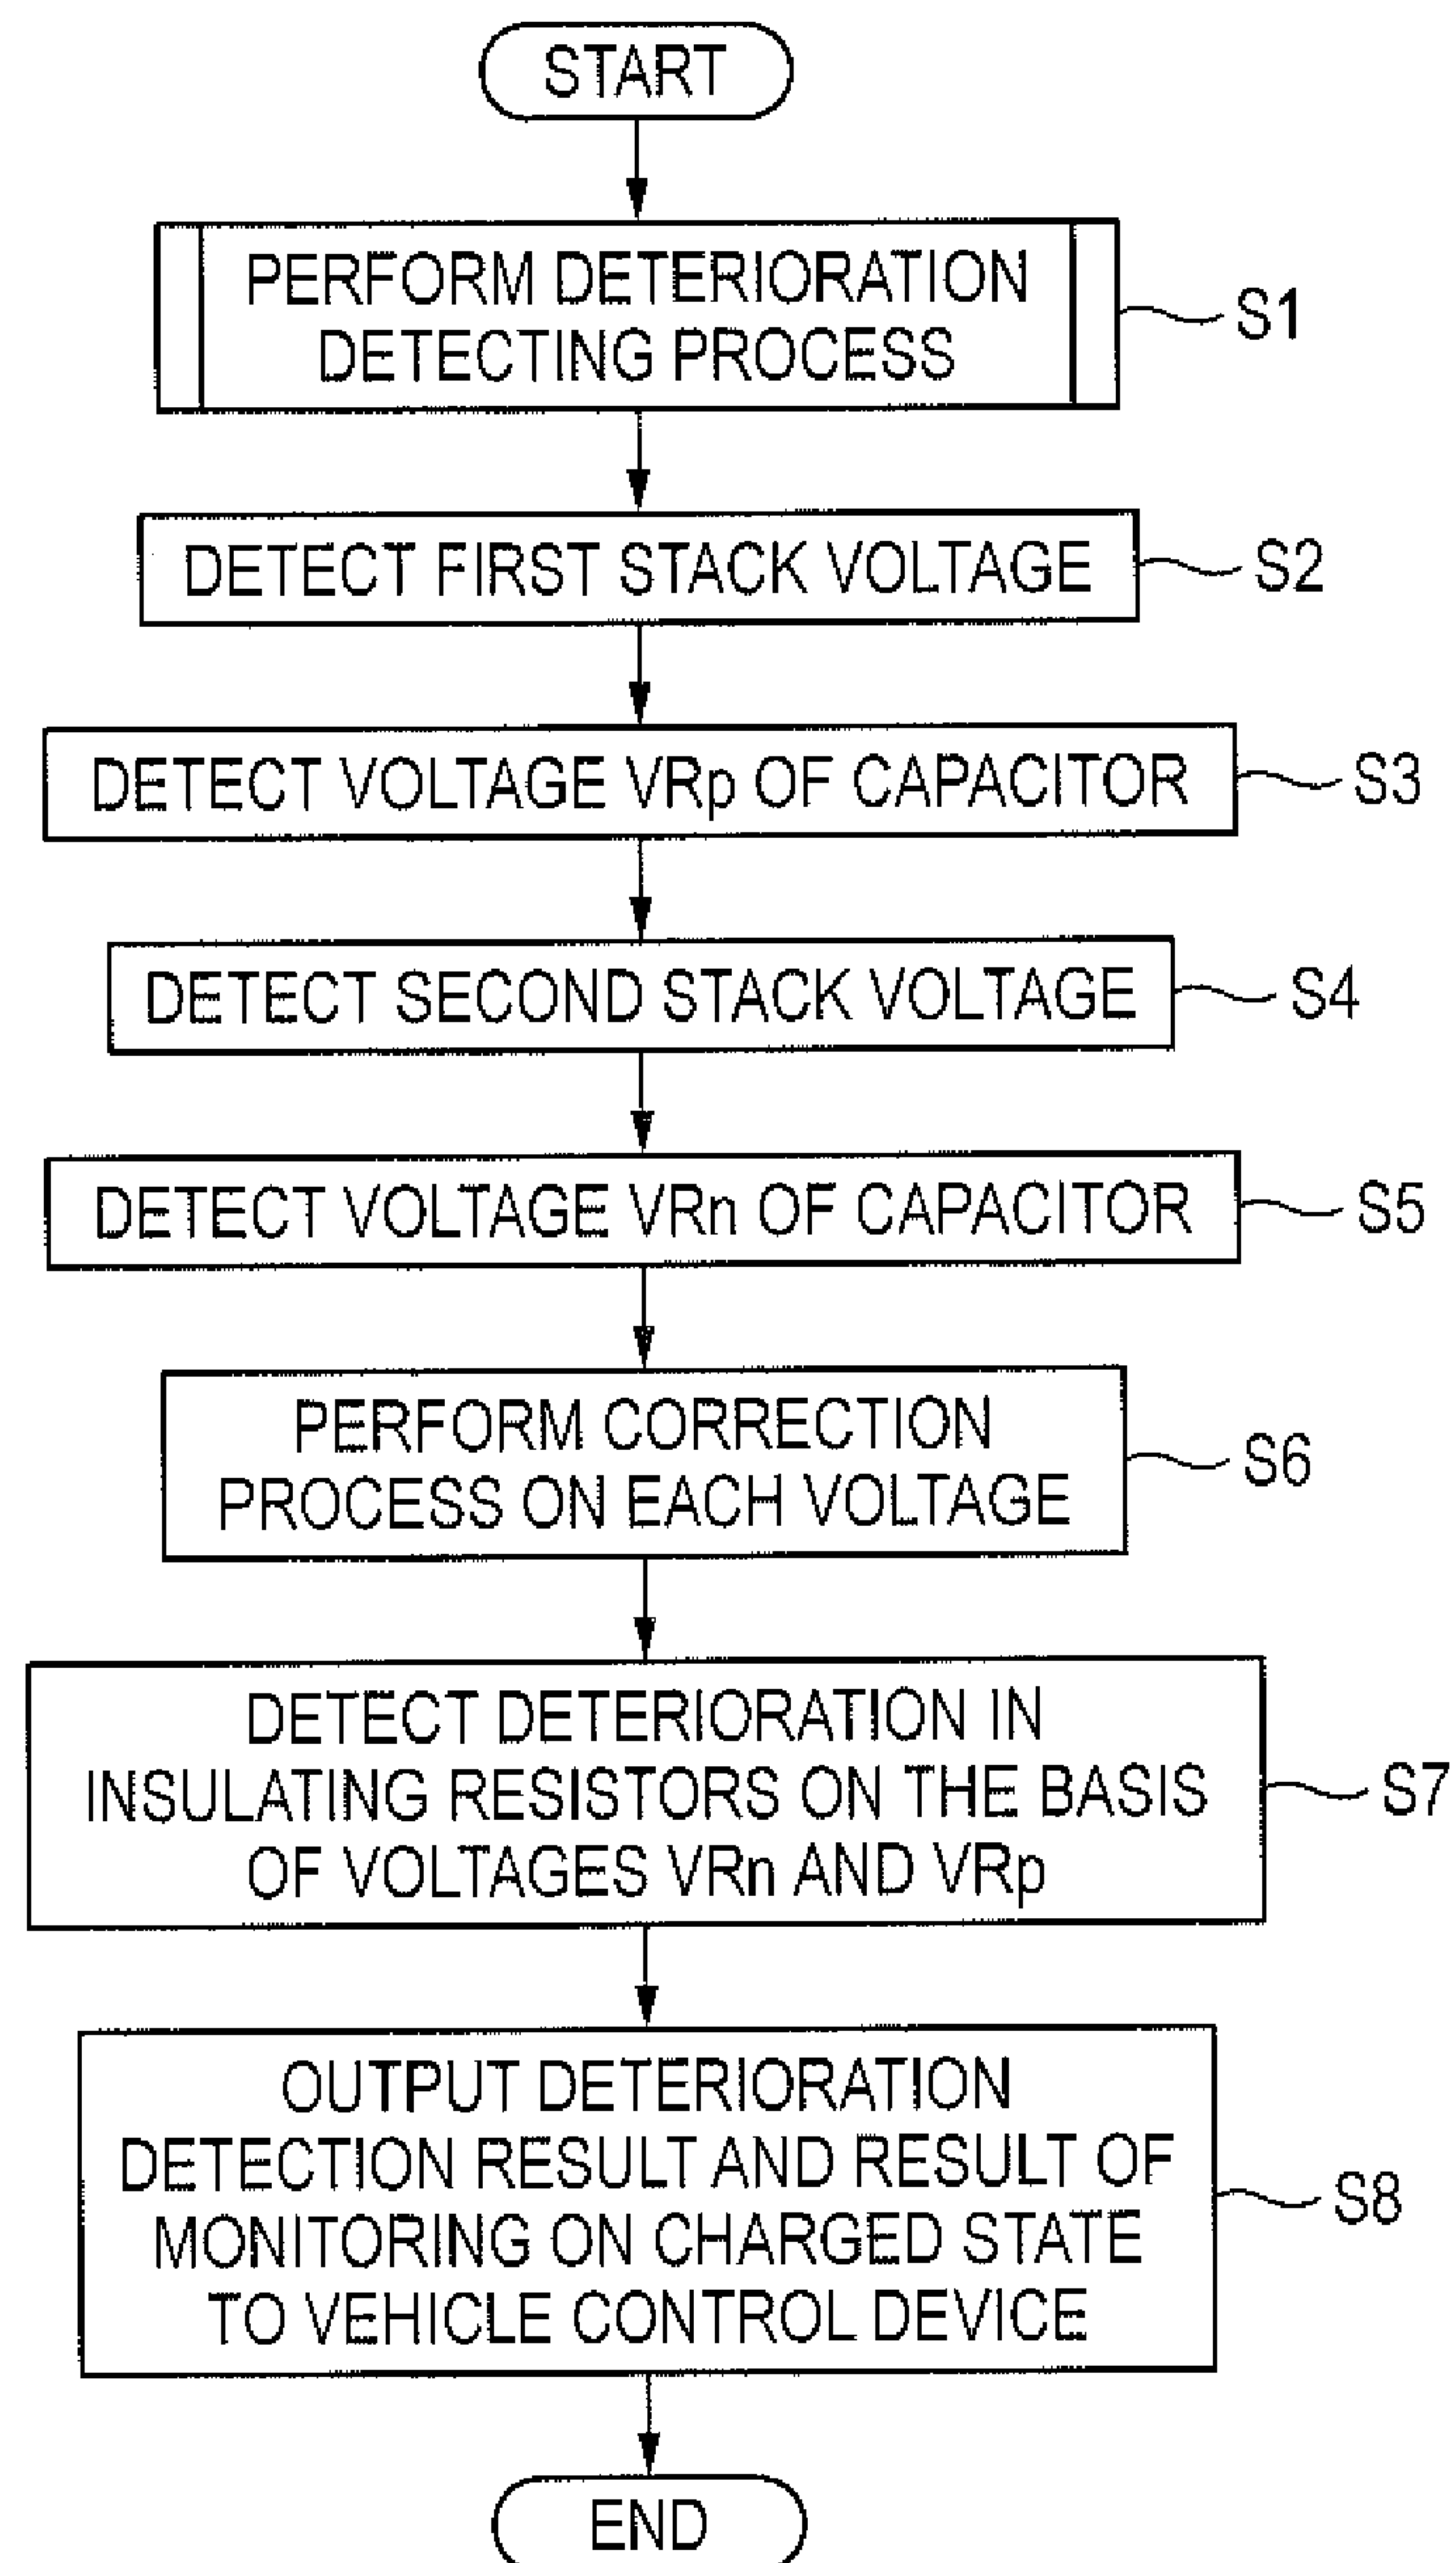 START
PERFORM DETERIORATION
DETECTING PROCESS
S1
DETECT FIRST STACK VOLTAGE
S2
DETECT VOLTAGE VRp OF CAPACITOR
S3
DETECT SECOND STACK VOLTAGE
S4
DETECT VOLTAGE VRn OF CAPACITOR
S5
PERFORM CORRECTION
PROCESS ON EACH VOLTAGE
S6
DETECT DETERIORATION IN
INSULATING RESISTORS ON THE BASIS
OF VOLTAGES VRn AND VRp
S7
OUTPUT DETERIORATION
DETECTION RESULT AND RESULT OF
MONITORING ON CHARGED STATE
TO VEHICLE CONTROL DEVICE
S8
END